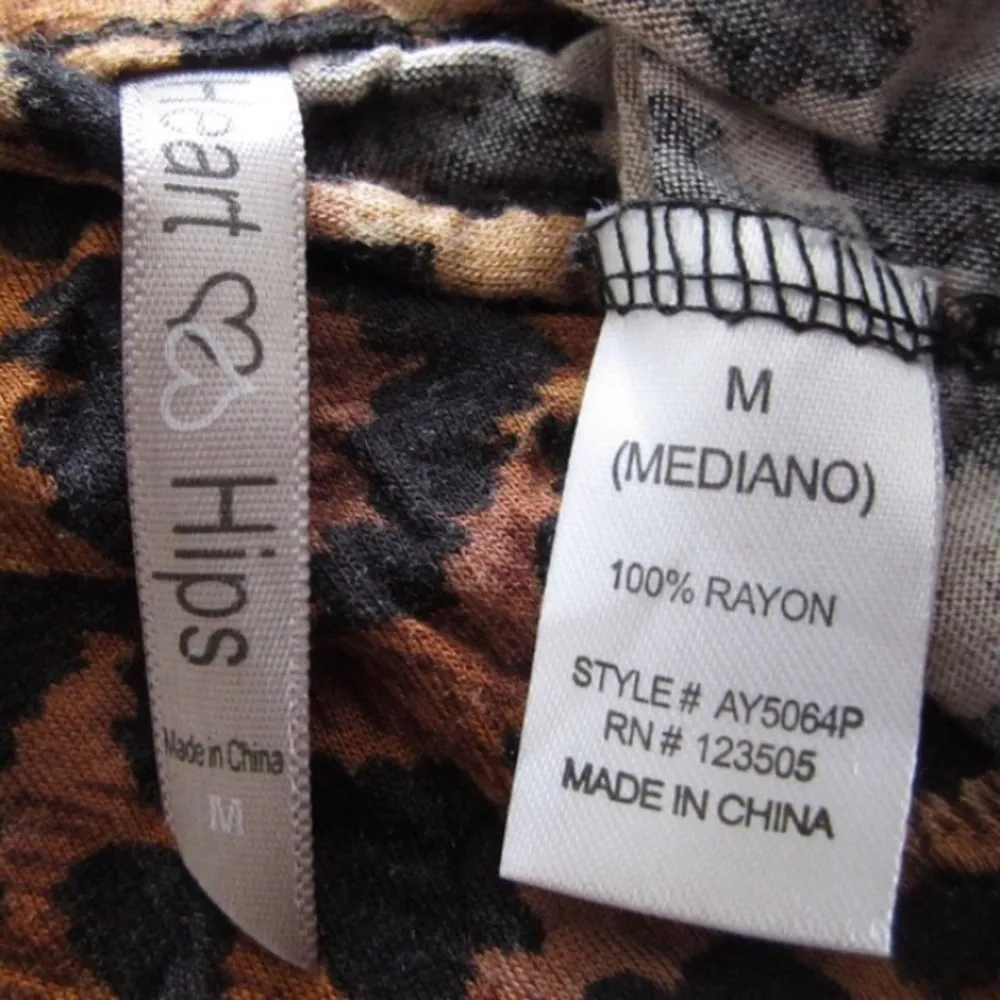 Heart Hips
Made in China
M
M
(MEDIANO)
100% RAYON
STYLE # AY5064P
RN # 123505
MADE IN CHINA